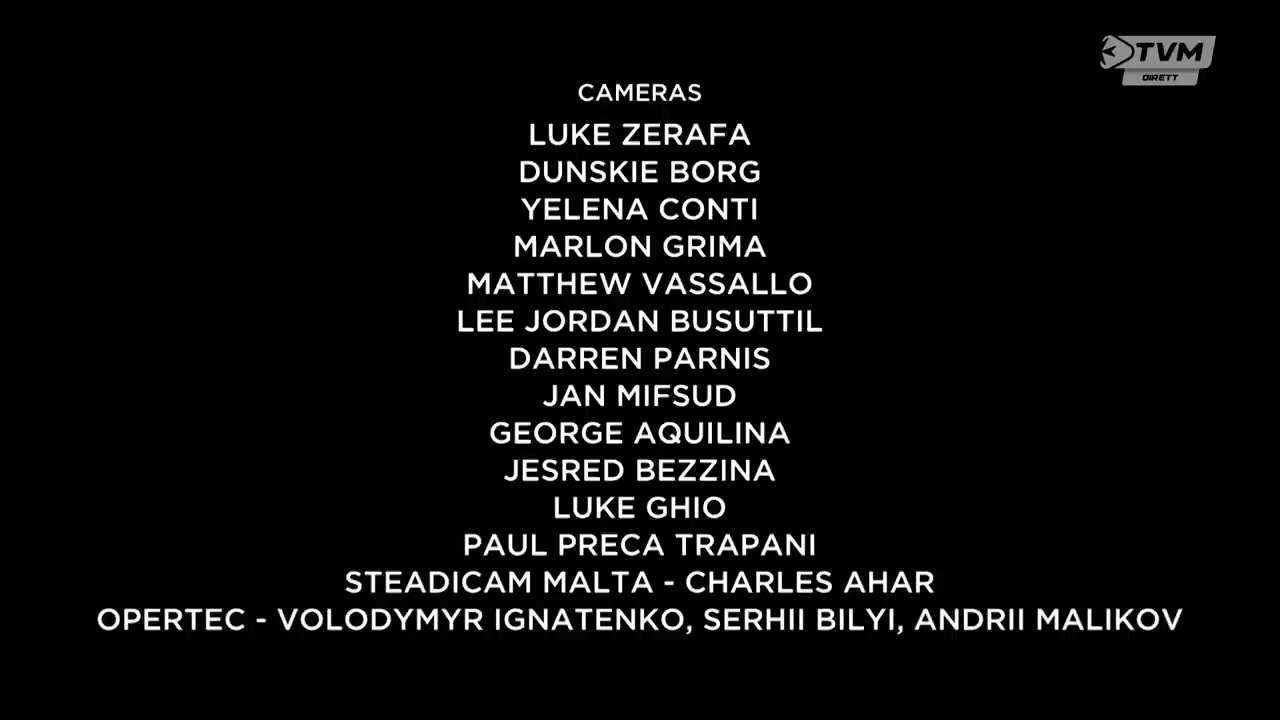 TVM
DIRETT
CAMERAS
LUKE ZERAFA
DUNSKIE BORG
YELENA CONTI
MARLON GRIMA
MATTHEW VASSALLO
LEE JORDAN BUSUTTIL
DARREN PARNIS
JAN MIFSUD
GEORGE AQUILINA
JESRED BEZZINA
LUKE GHIO
PAUL PRECA TRAPANI
STEADICAM MALTA - CHARLES AHAR
OPERTEC - VOLODYMYR IGNATENKO, SERHII BILYI, ANDRII MALIKOV